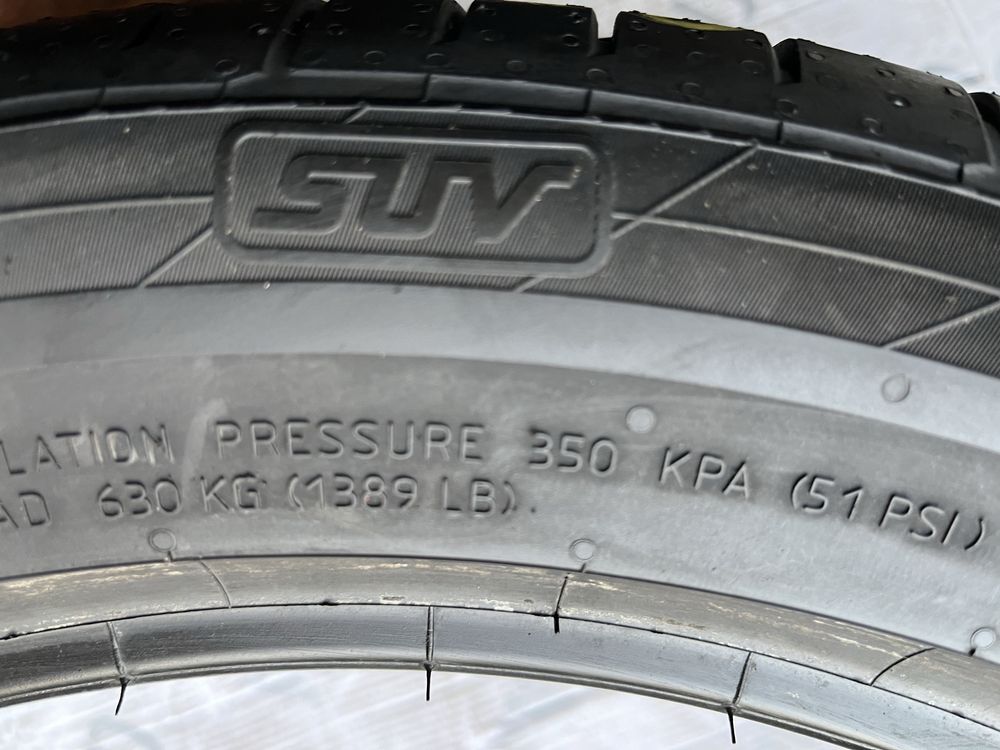 SUV
LATION PRESSURE 350 KPA (51 PSI)
AD 630 KG (1389 LB).